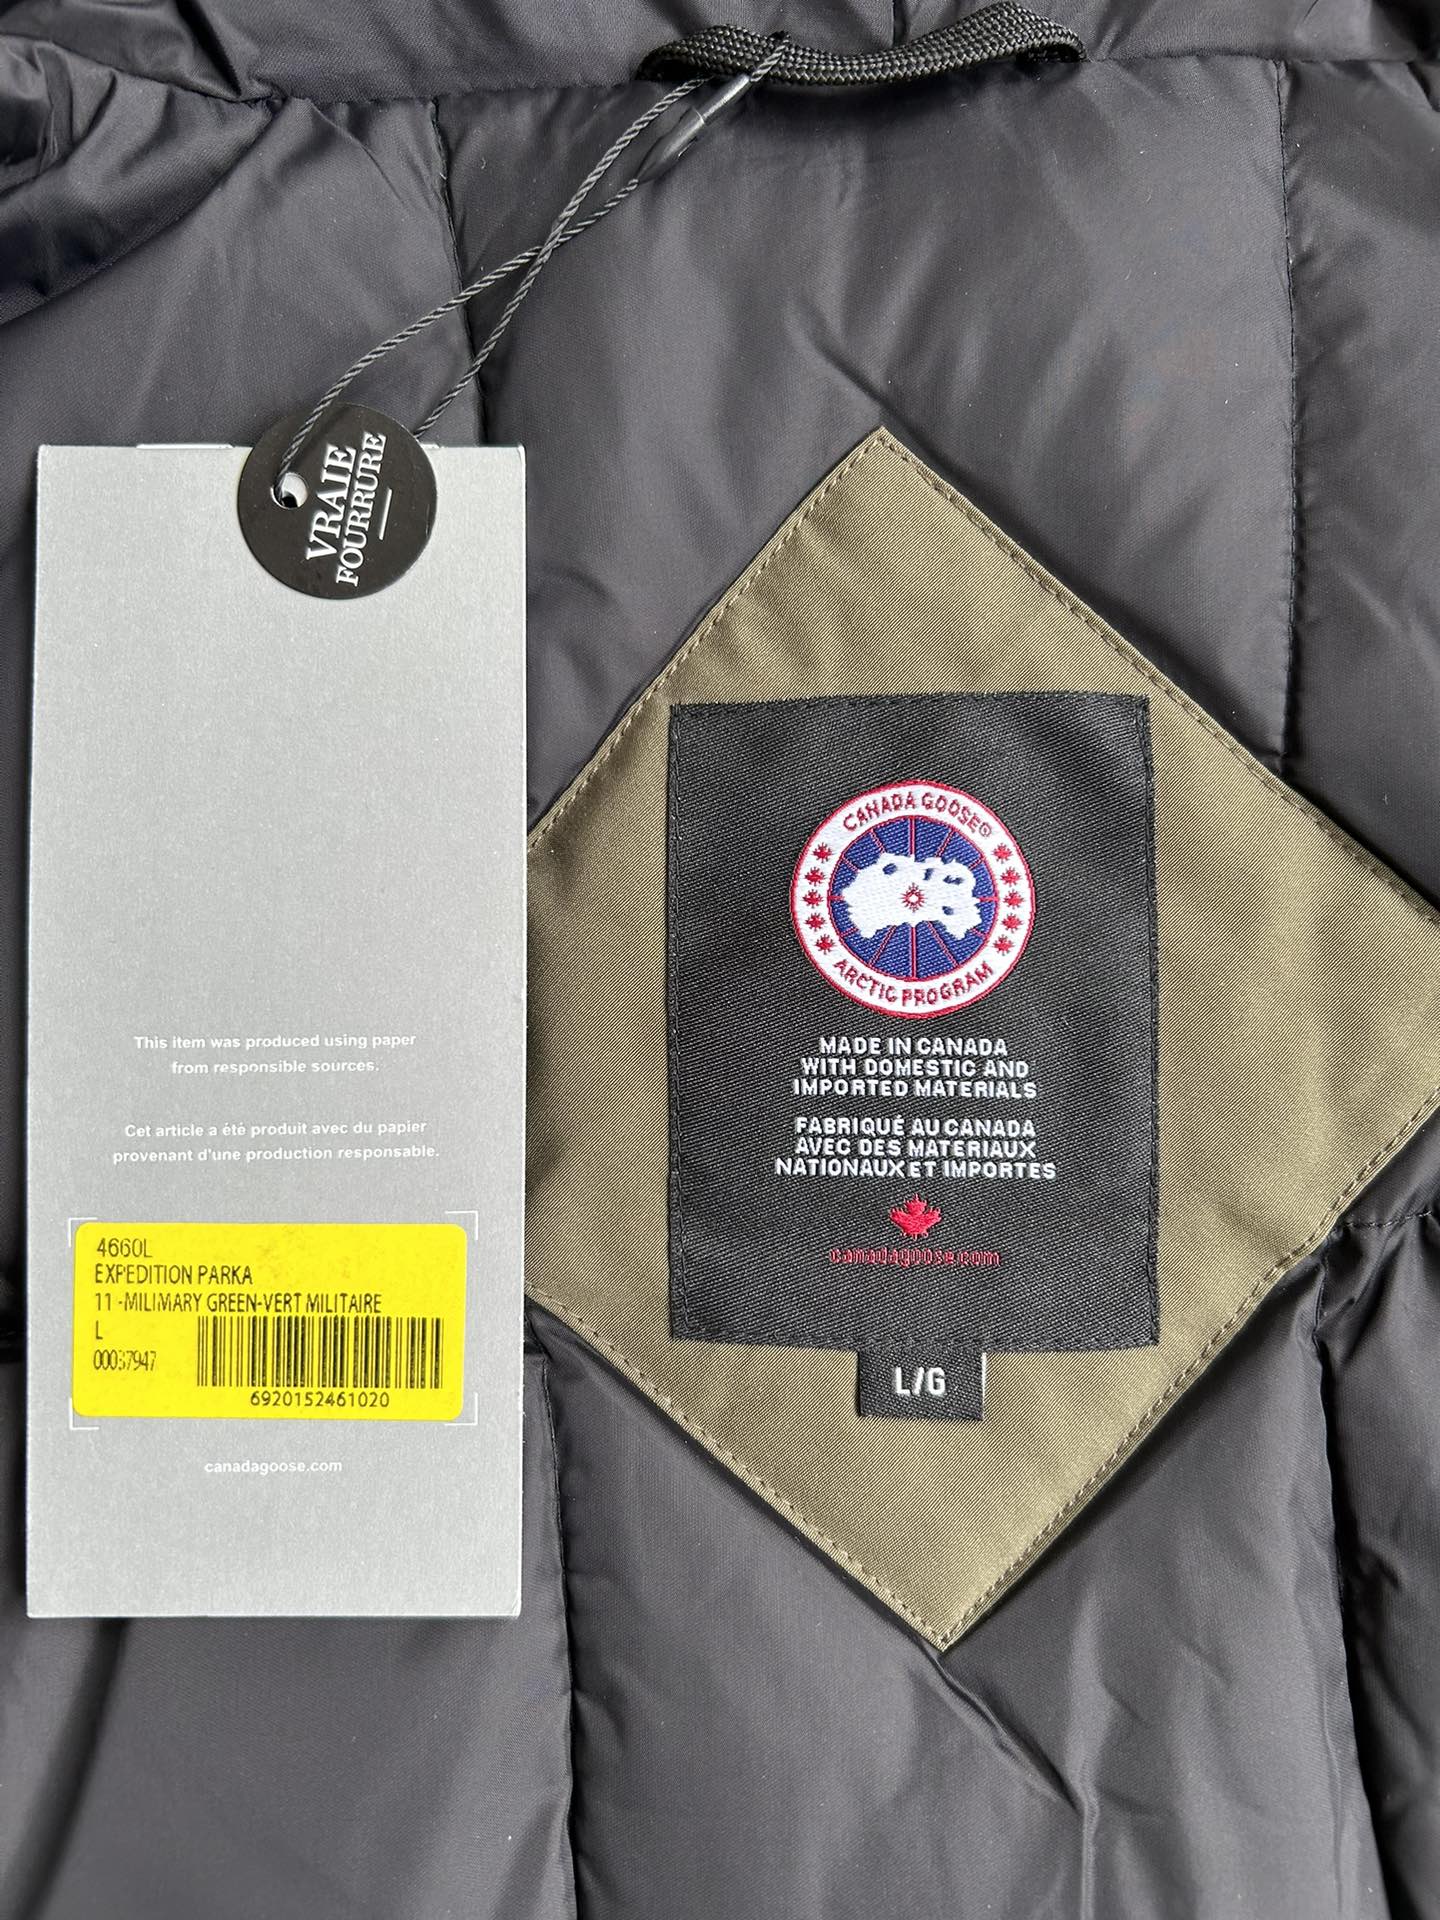 VRAIE
FOURRURE
This item was produced using paper
from responsible sources.
Cet article a été produit avec du papier
provenant d'une production responsable.
4660L
EXPEDITION PARKA
11 -MILIMARY GREEN-VERT MILITAIRE
L
00037947
6920152461020
canadagoose.com
CANADA GOOSE®
ARCTIC PROGRAM
MADE IN CANADA
WITH DOMESTIC AND
IMPORTED MATERIALS
FABRIQUÉ AU CANADA
AVEC DES MATERIAUX
NATIONAUX ET IMPORTES
canadagoose.com
L/G